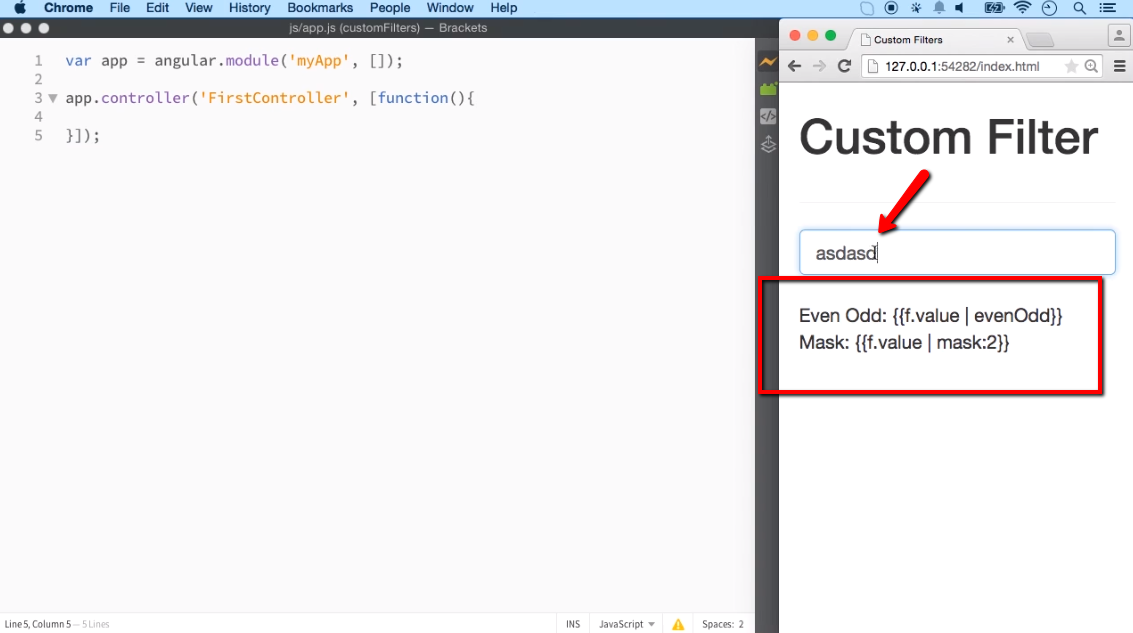 Chrome File Edit View History Bookmarks People Window Help
js/app.js (customFilters) — Brackets
1 var app = angular.module('myApp', []);
2
3 app.controller('FirstController', [function(){
4
5 }]);
Line 5, Column 5 — 5 Lines
INS JavaScript Spaces: 2
Custom Filters
127.0.0.1:54282/index.html
Custom Filter
asdasd
Even Odd: {{f.value | evenOdd}}
Mask: {{f.value | mask:2}}